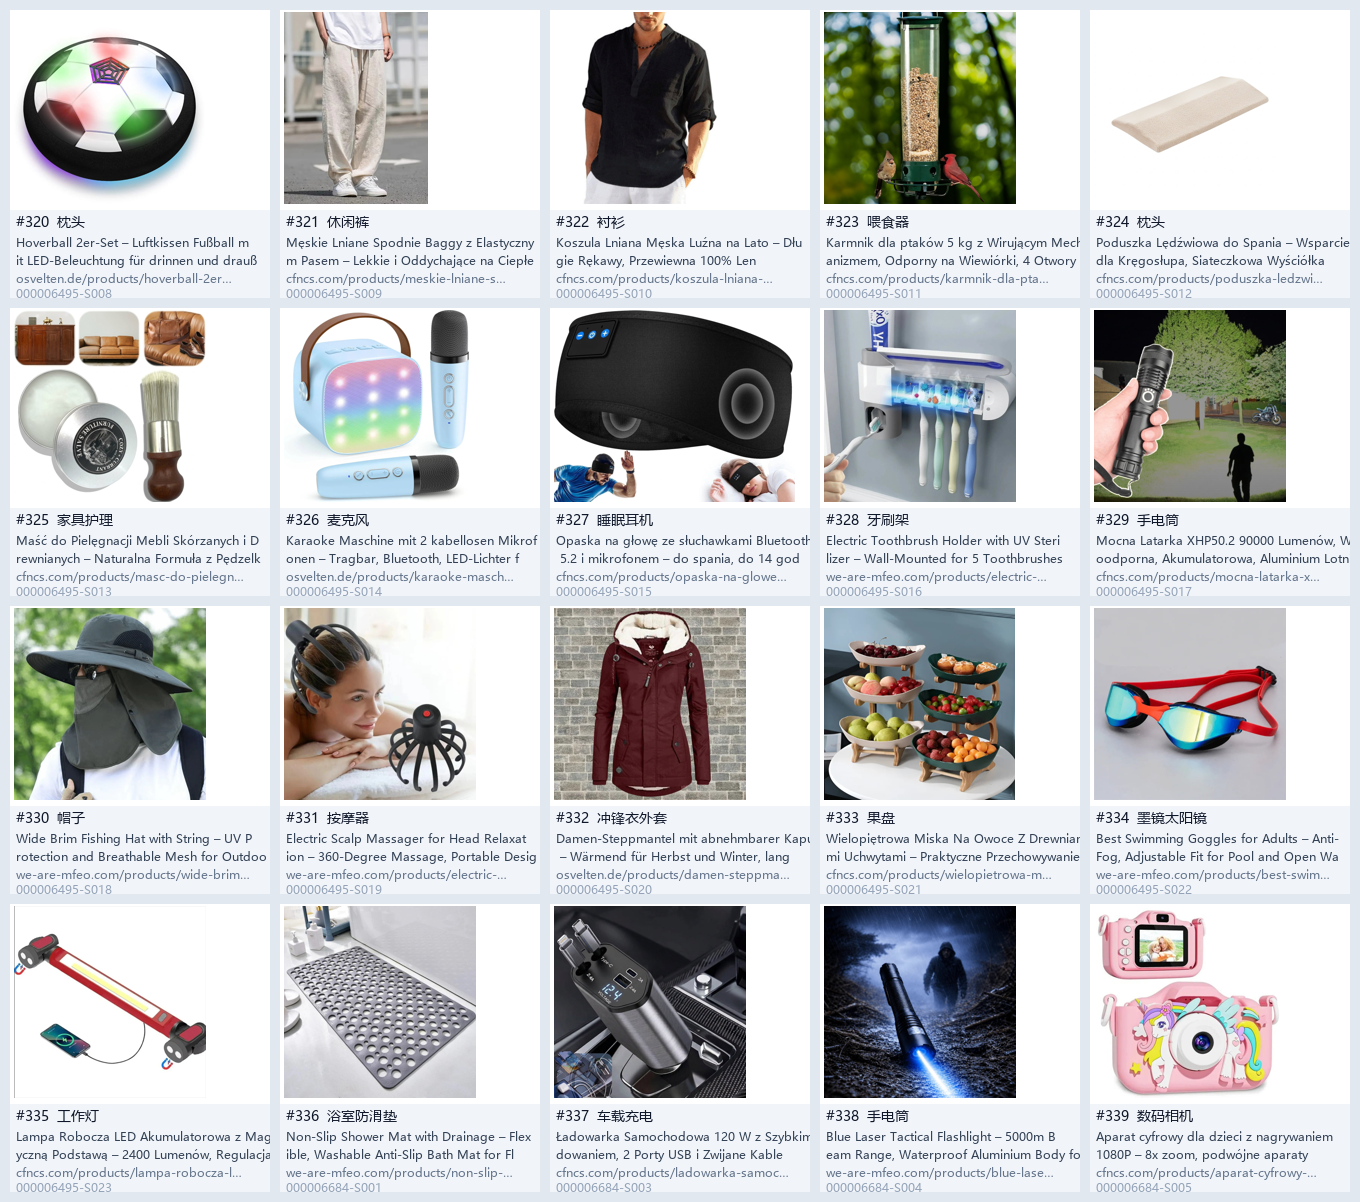 #320 枕头
Hoverball 2er-Set – Luftkissen Fußball m
it LED-Beleuchtung für drinnen und drauß
osvelten.de/products/hoverball-2er...
000006495-S008
#321 休闲裤
Męskie Lniane Spodnie Baggy z Elastyczny
m Pasem – Lekkie i Oddychające na Ciepłe
cfncs.com/products/meskie-lniane-s...
000006495-S009
#322 衬衫
Koszula Lniana Męska Luźna na Lato – Dłu
gie Rękawy, Przewiewna 100% Len
cfncs.com/products/koszula-lniana-...
000006495-S010
#323 喂食器
Karmnik dla ptaków 5 kg z Wirującym Mech
anizmem, Odporny na Wiewiórki, 4 Otwory
cfncs.com/products/karmnik-dla-pta...
000006495-S011
#324 枕头
Poduszka Lędźwiowa do Spania – Wsparcie
dla Kręgosłupa, Siateczkowa Wyściółka
cfncs.com/products/poduszka-ledzwi...
000006495-S012
#325 家具护理
Maść do Pielęgnacji Mebli Skórzanych i D
rewnianych – Naturalna Formuła z Pędzelk
cfncs.com/products/masc-do-pielegn...
000006495-S013
#326 麦克风
Karaoke Maschine mit 2 kabellosen Mikrof
onen – Tragbar, Bluetooth, LED-Lichter f
osvelten.de/products/karaoke-masch...
000006495-S014
#327 睡眠耳机
Opaska na głowę ze słuchawkami Bluetooth
5.2 i mikrofonem – do spania, do 14 god
cfncs.com/products/opaska-na-glowe...
000006495-S015
#328 牙刷架
Electric Toothbrush Holder with UV Steri
lizer – Wall-Mounted for 5 Toothbrushes
we-are-mfeo.com/products/electric-...
000006495-S016
#329 手电筒
Mocna Latarka XHP50.2 90000 Lumenów, W
oodporna, Akumulatorowa, Aluminium Lotn
cfncs.com/products/mocna-latarka-x...
000006495-S017
#330 帽子
Wide Brim Fishing Hat with String – UV P
rotection and Breathable Mesh for Outdoo
we-are-mfeo.com/products/wide-brim...
000006495-S018
#331 按摩器
Electric Scalp Massager for Head Relaxat
ion – 360-Degree Massage, Portable Desig
we-are-mfeo.com/products/electric-...
000006495-S019
#332 冲锋衣外套
Damen-Steppmantel mit abnehmbarer Kapu
– Wärmend für Herbst und Winter, lang
osvelten.de/products/damen-steppma...
000006495-S020
#333 果盘
Wielopiętrowa Miska Na Owoce Z Drewnian
mi Uchwytami – Praktyczne Przechowywanie
cfncs.com/products/wielopietrowa-m...
000006495-S021
#334 墨镜太阳镜
Best Swimming Goggles for Adults – Anti-
Fog, Adjustable Fit for Pool and Open Wa
we-are-mfeo.com/products/best-swim...
000006495-S022
#335 工作灯
Lampa Robocza LED Akumulatorowa z Mag
yczną Podstawą – 2400 Lumenów, Regulacja
cfncs.com/products/lampa-robocza-l...
000006495-S023
#336 浴室防滑垫
Non-Slip Shower Mat with Drainage – Flex
ible, Washable Anti-Slip Bath Mat for Fl
we-are-mfeo.com/products/non-slip-...
000006684-S001
#337 车载充电
Ładowarka Samochodowa 120 W z Szybkim
dowaniem, 2 Porty USB i Zwijane Kable
cfncs.com/products/ladowarka-samoc...
000006684-S003
#338 手电筒
Blue Laser Tactical Flashlight – 5000m B
eam Range, Waterproof Aluminium Body fo
we-are-mfeo.com/products/blue-lase...
000006684-S004
#339 数码相机
Aparat cyfrowy dla dzieci z nagrywaniem
1080P – 8x zoom, podwójne aparaty
cfncs.com/products/aparat-cyfrowy-...
000006684-S005